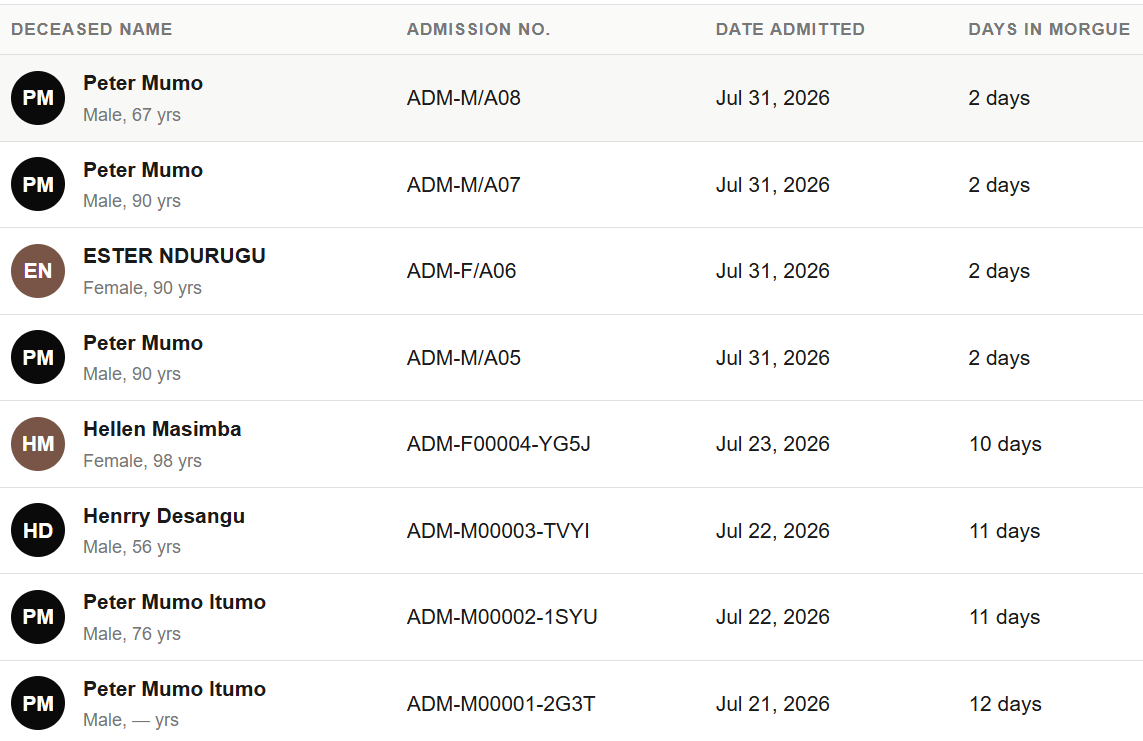 DECEASED NAME ADMISSION NO. DATE ADMITTED DAYS IN MORGUE
PM Peter Mumo ADM-M/A08 Jul 31, 2026 2 days
Male, 67 yrs
PM Peter Mumo ADM-M/A07 Jul 31, 2026 2 days
Male, 90 yrs
EN ESTER NDURUGU ADM-F/A06 Jul 31, 2026 2 days
Female, 90 yrs
PM Peter Mumo ADM-M/A05 Jul 31, 2026 2 days
Male, 90 yrs
HM Hellen Masimba ADM-F00004-YG5J Jul 23, 2026 10 days
Female, 98 yrs
HD Henrry Desangu ADM-M00003-TVYI Jul 22, 2026 11 days
Male, 56 yrs
PM Peter Mumo Itumo ADM-M00002-1SYU Jul 22, 2026 11 days
Male, 76 yrs
PM Peter Mumo Itumo ADM-M00001-2G3T Jul 21, 2026 12 days
Male, — yrs